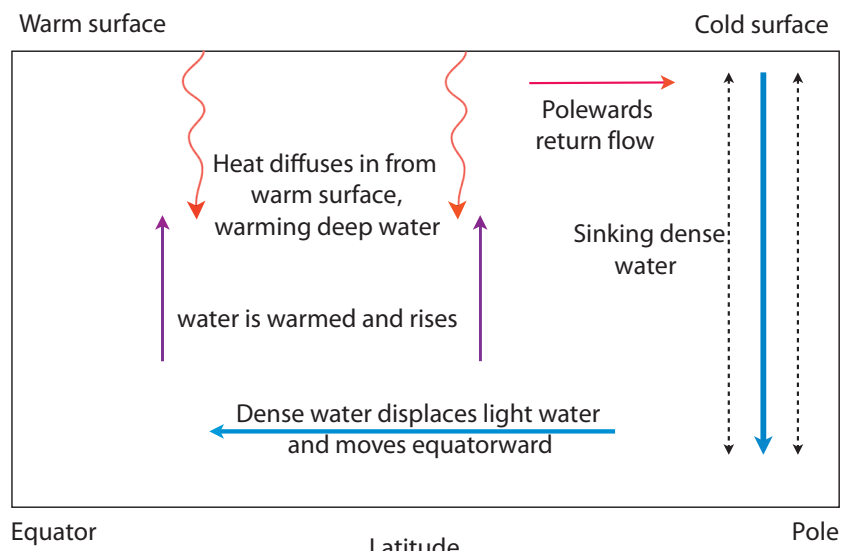 Warm surface
Cold surface
Polewards
return flow
Heat diffuses in from
warm surface,
warming deep water
Sinking dense
water
water is warmed and rises
Dense water displaces light water
and moves equatorward
Equator
Latitude
Pole